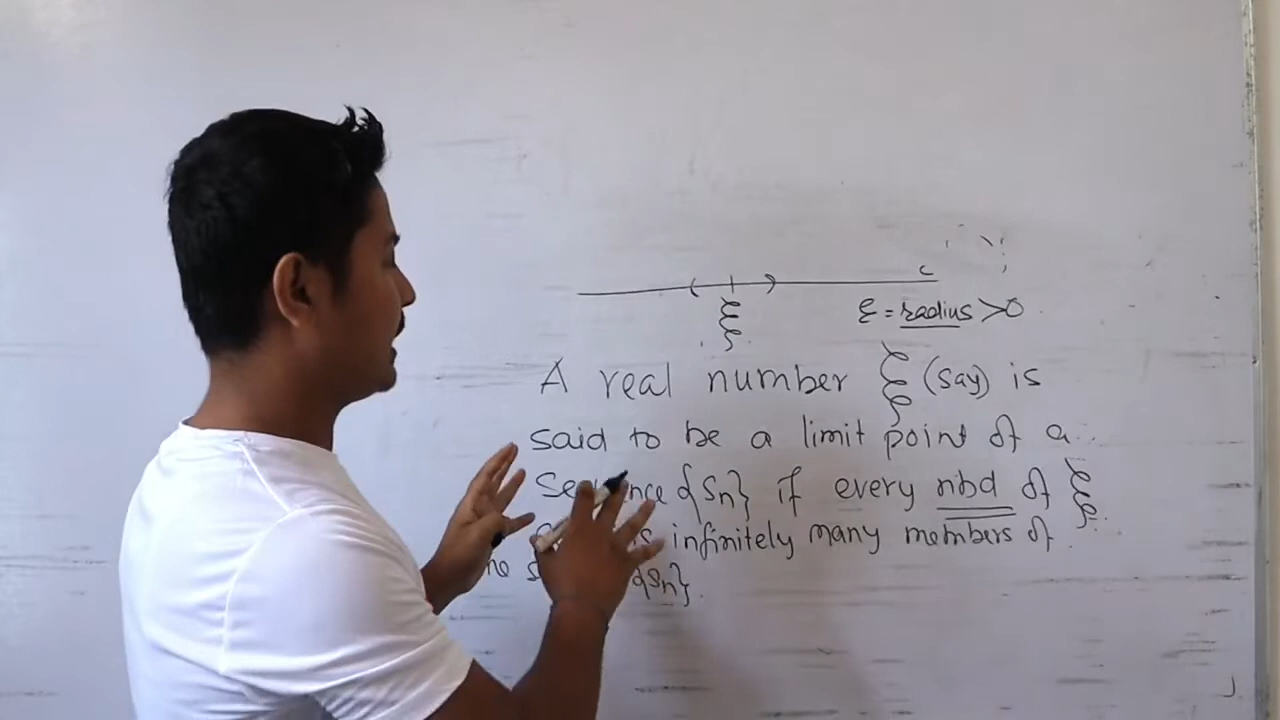 ξ
ε = radius > 0
A real number ξ (say) is
said to be a limit point of a
Sequence {Sn} if every nbd of ξ
infinitely many members of
{Sn}.